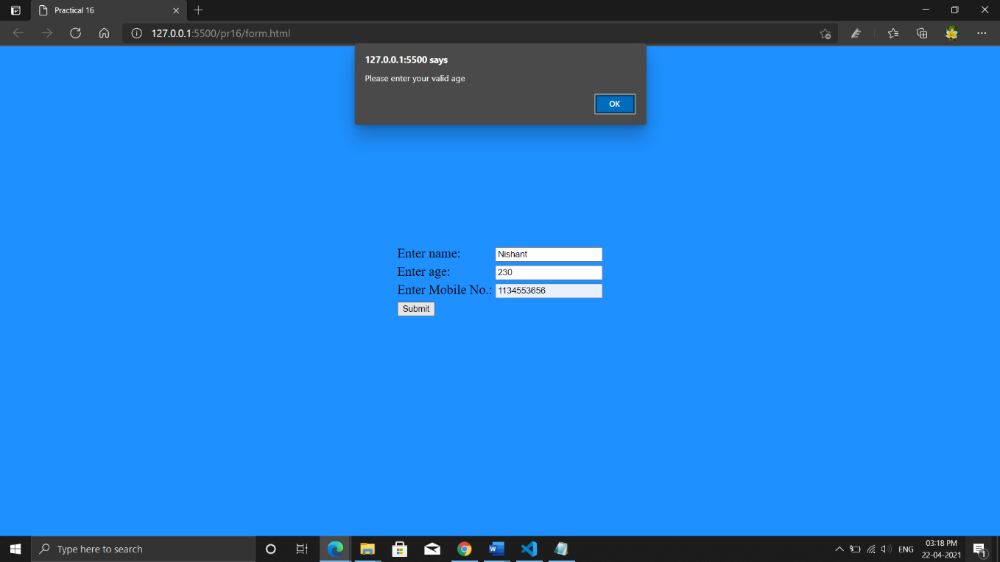 Practical 16
127.0.0.1:5500/pr16/form.html
127.0.0.1:5500 says
Please enter your valid age
OK
Enter name: Nishant
Enter age: 230
Enter Mobile No.: 1134553656
Submit
Type here to search
ENG
03:18 PM
22-04-2021
1